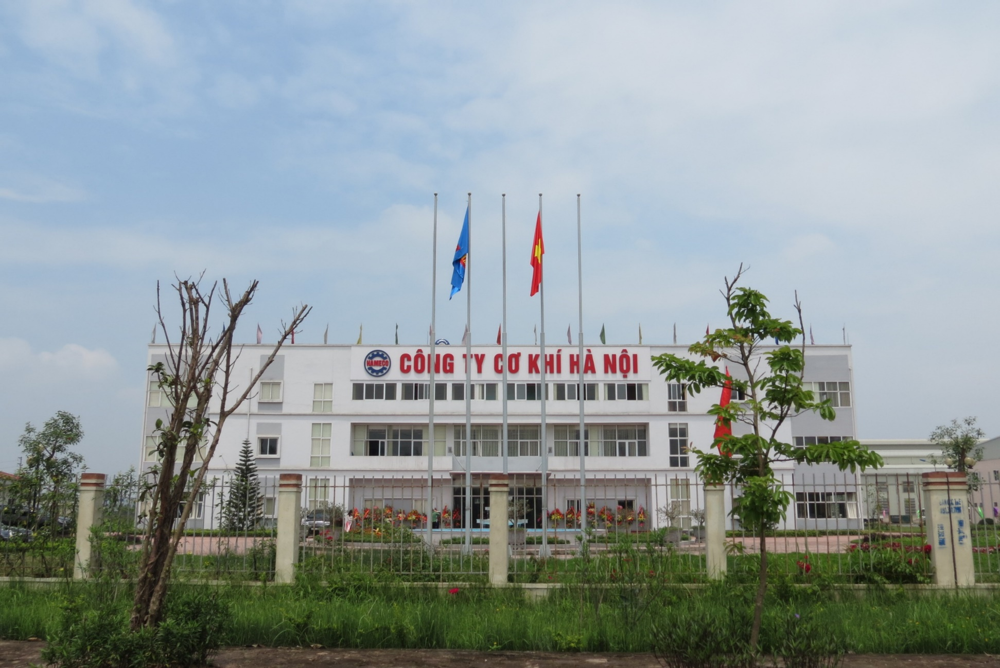 HAMECO
CÔNG TY CƠ KHÍ HÀ NỘI